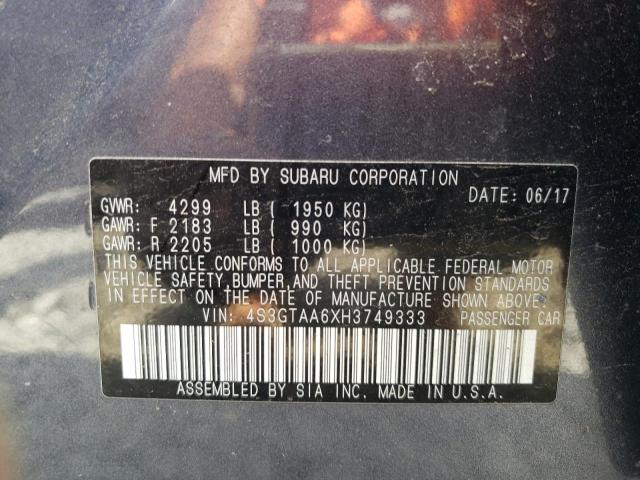 MFD BY SUBARU CORPORATION
DATE: 06/17
GVWR: 4299 LB ( 1950 KG)
GAWR: F 2183 LB ( 990 KG)
GAWR: R 2205 LB ( 1000 KG)
THIS VEHICLE CONFORMS TO ALL APPLICABLE FEDERAL MOTOR
VEHICLE SAFETY, BUMPER, AND THEFT PREVENTION STANDARDS
IN EFFECT ON THE DATE OF MANUFACTURE SHOWN ABOVE.
VIN: 4S3GTAA6XH3749333 PASSENGER CAR
ASSEMBLED BY SIA INC. MADE IN U.S.A.